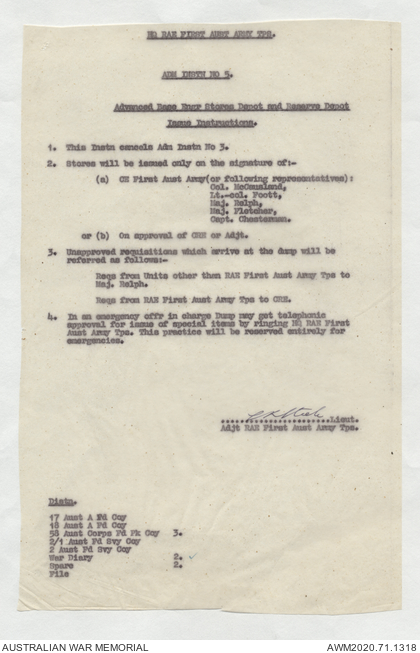 HQ RAE FIRST AUST ARMY TPS.
ADM INSTN NO 5.
Advanced Base Engr Stores Depot and Reserve Depot
Issue Instructions.
1. This Instn cancels Adm Instn No 3.
2. Stores will be issued only on the signature of:-
(a) CE First Aust Army(or following representatives):
Col. McCausland,
Lt.-col. Foott,
Maj. Relph,
Maj. Fletcher,
Capt. Chesterman.
or (b) On approval of CRE or Adjt.
3. Unapproved requisitions which arrive at the dump will be
referred as follows:-
Reqs from Units other then RAE First Aust Army Tps to
Maj. Relph.
Reqs from RAE First Aust Army Tps to CRE.
4. In an emergency offr in charge Dump may get telephonic
approval for issue of special items by ringing HQ RAE First
Aust Army Tps. This practice will be reserved entirely for
emergencies.
......................Lieut.
Adjt RAE First Aust Army Tps.
Distn.
17 Aust A Fd Coy
18 Aust A Fd Coy
58 Aust Corps Fd Pk Coy 3.
2/1 Aust Fd Svy Coy
2 Aust Fd Svy Coy
War Diary 2.
Spare 2.
File
AUSTRALIAN WAR MEMORIAL
AWM2020.71.1318